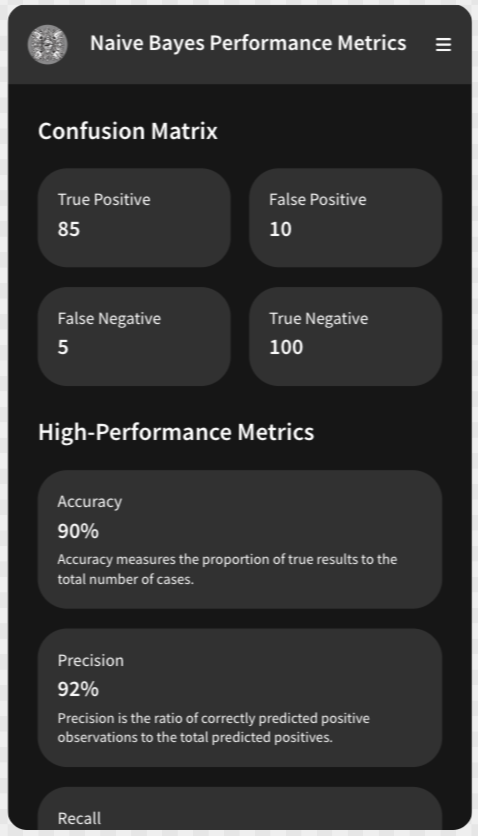 Naive Bayes Performance Metrics
Confusion Matrix
True Positive
85
False Positive
10
False Negative
5
True Negative
100
High-Performance Metrics
Accuracy
90%
Accuracy measures the proportion of true results to the
total number of cases.
Precision
92%
Precision is the ratio of correctly predicted positive
observations to the total predicted positives.
Recall